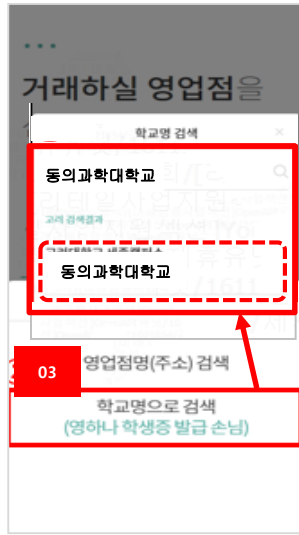 거래하실 영업점을
학교명 검색
동의과학대학교
고려 검색결과
동의과학대학교
03
영업점명(주소) 검색
학교명으로 검색
(영하나 학생증 발급 손님)